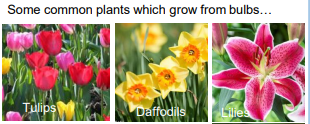 Some common plants which grow from bulbs…
Tulips
Daffodils
Lilies